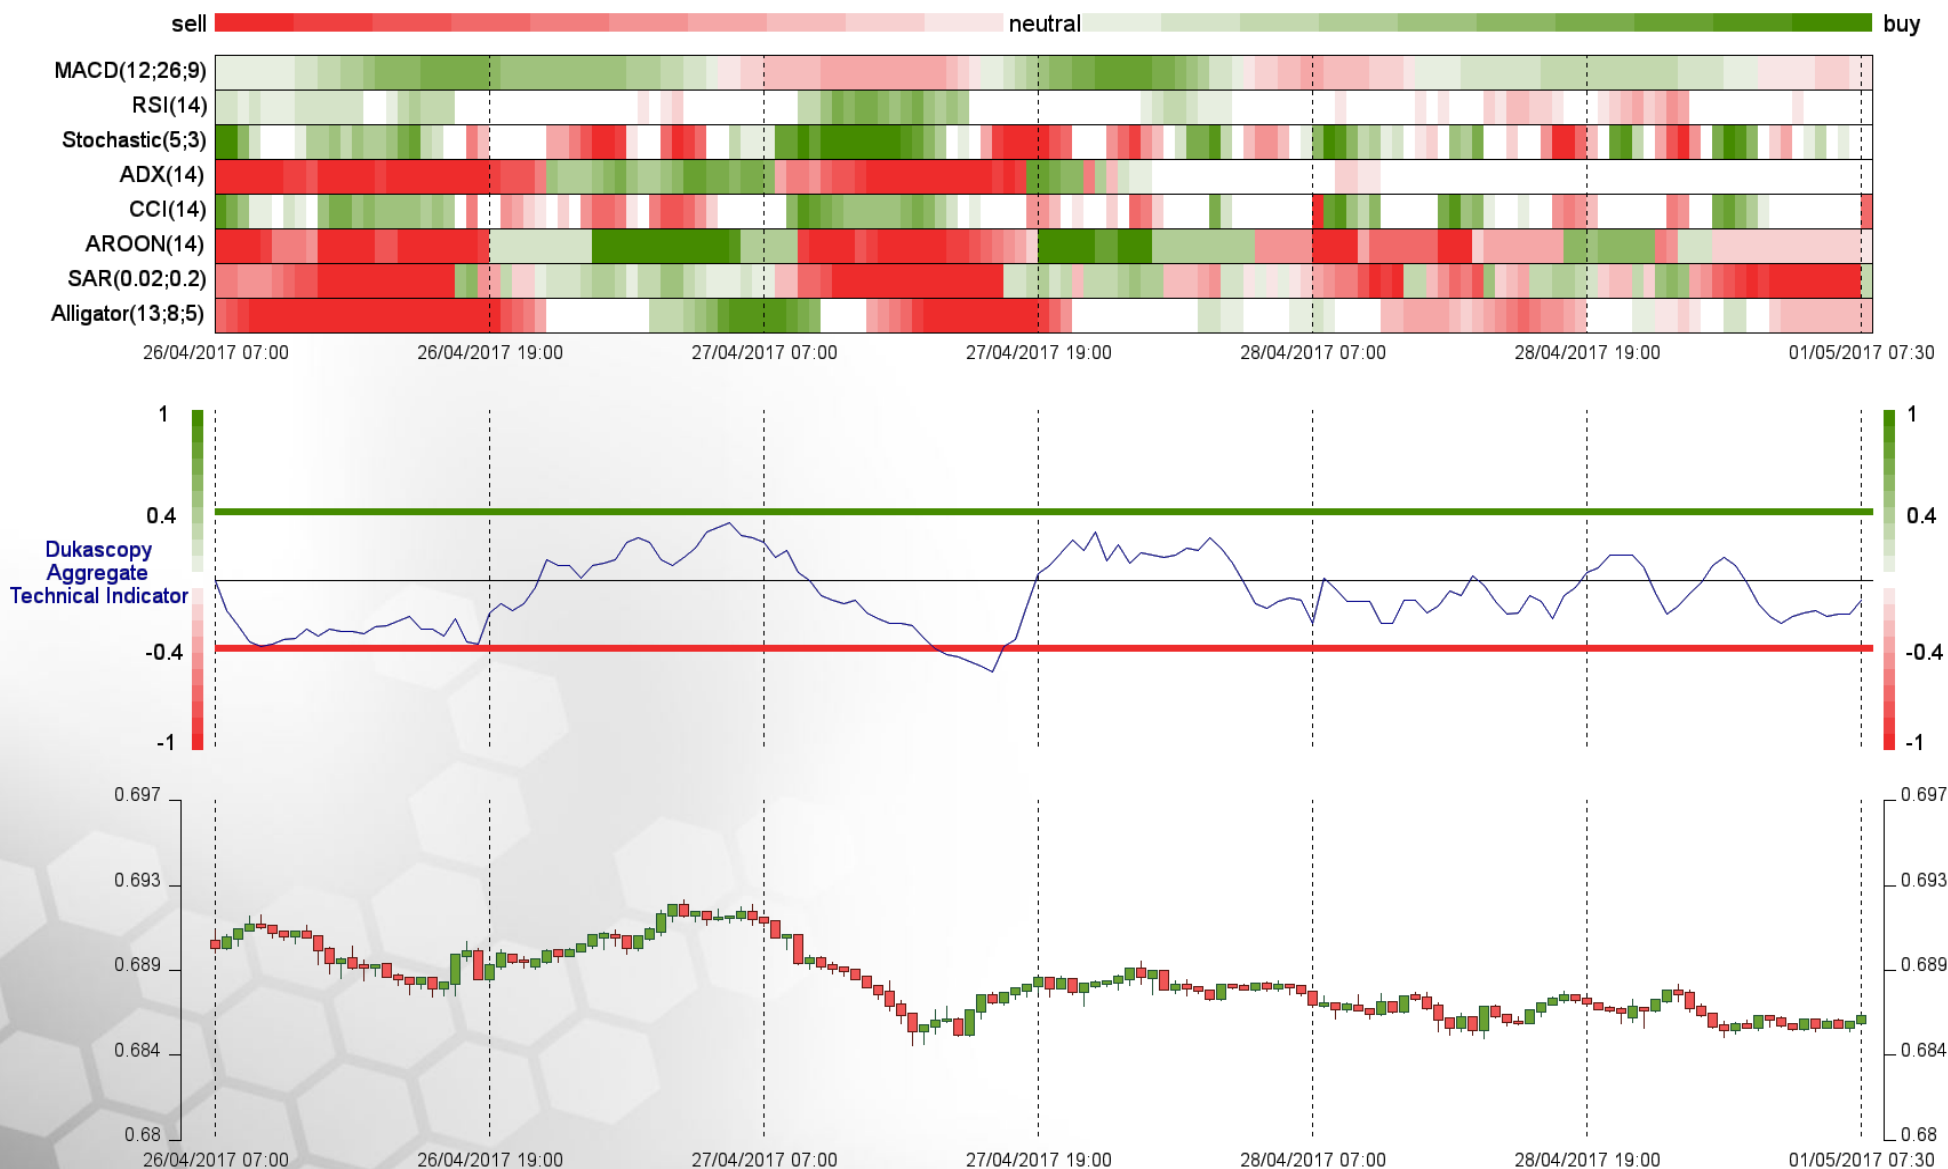 sell neutral buy
MACD(12;26;9)
RSI(14)
Stochastic(5;3)
ADX(14)
CCI(14)
AROON(14)
SAR(0.02;0.2)
Alligator(13;8;5)
26/04/2017 07:00 26/04/2017 19:00 27/04/2017 07:00 27/04/2017 19:00 28/04/2017 07:00 28/04/2017 19:00 01/05/2017 07:30
1 1
0.4 0.4
Dukascopy
Aggregate
Technical Indicator
-0.4 -0.4
-1 -1
0.697 0.697
0.693 0.693
0.689 0.689
0.684 0.684
0.68 0.68
26/04/2017 07:00 26/04/2017 19:00 27/04/2017 07:00 27/04/2017 19:00 28/04/2017 07:00 28/04/2017 19:00 01/05/2017 07:30